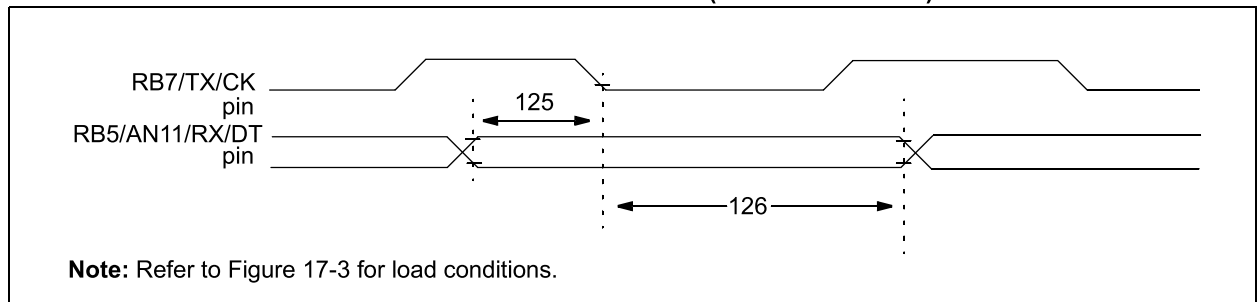 RB7/TX/CK
pin
125
RB5/AN11/RX/DT
pin
126
Note: Refer to Figure 17-3 for load conditions.